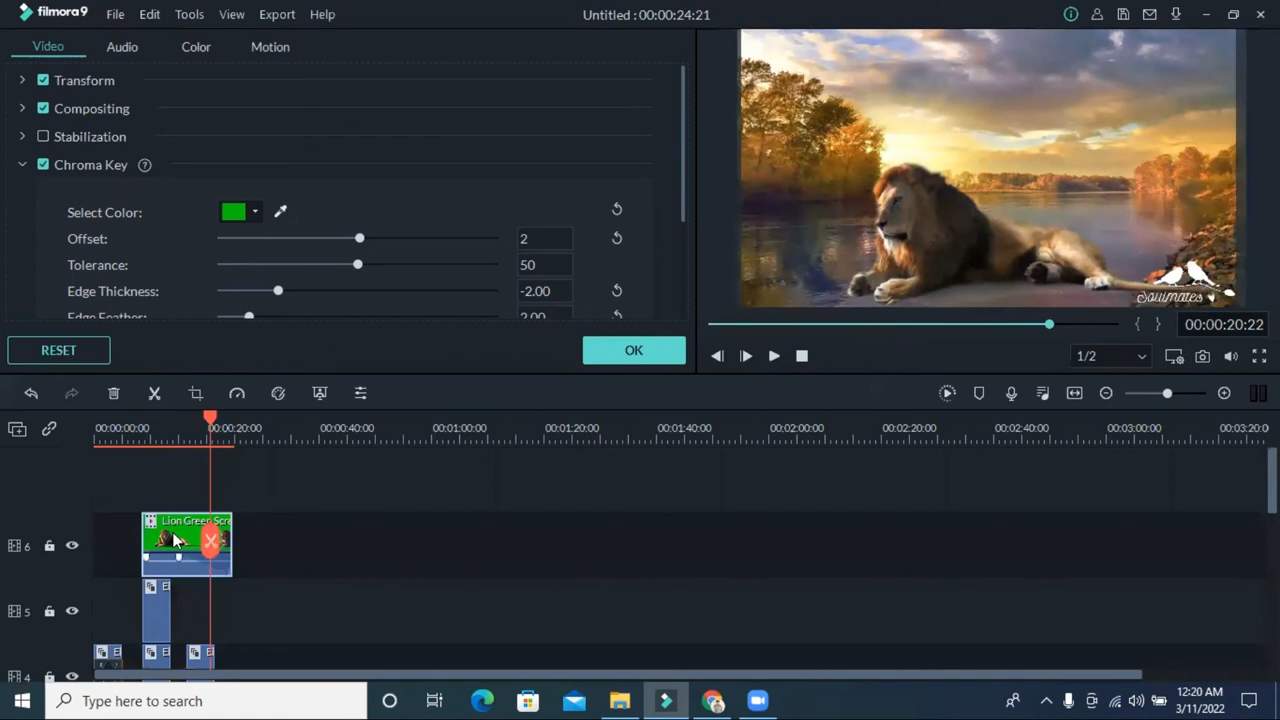 filmora9 File Edit Tools View Export Help Untitled : 00:00:24:21
Video Audio Color Motion
Transform
Compositing
Stabilization
Chroma Key ?
Select Color:
Offset: 2
Tolerance: 50
Edge Thickness: -2.00
Edge Feather: 2.00
RESET OK
Soulmates
00:00:20:22
1/2
00:00:00:00 00:00:20:00 00:00:40:00 00:01:00:00 00:01:20:00 00:01:40:00 00:02:00:00 00:02:20:00 00:02:40:00 00:03:00:00 00:03:20:0
Lion Green Scre
6
5
4
Type here to search
12:20 AM
3/11/2022